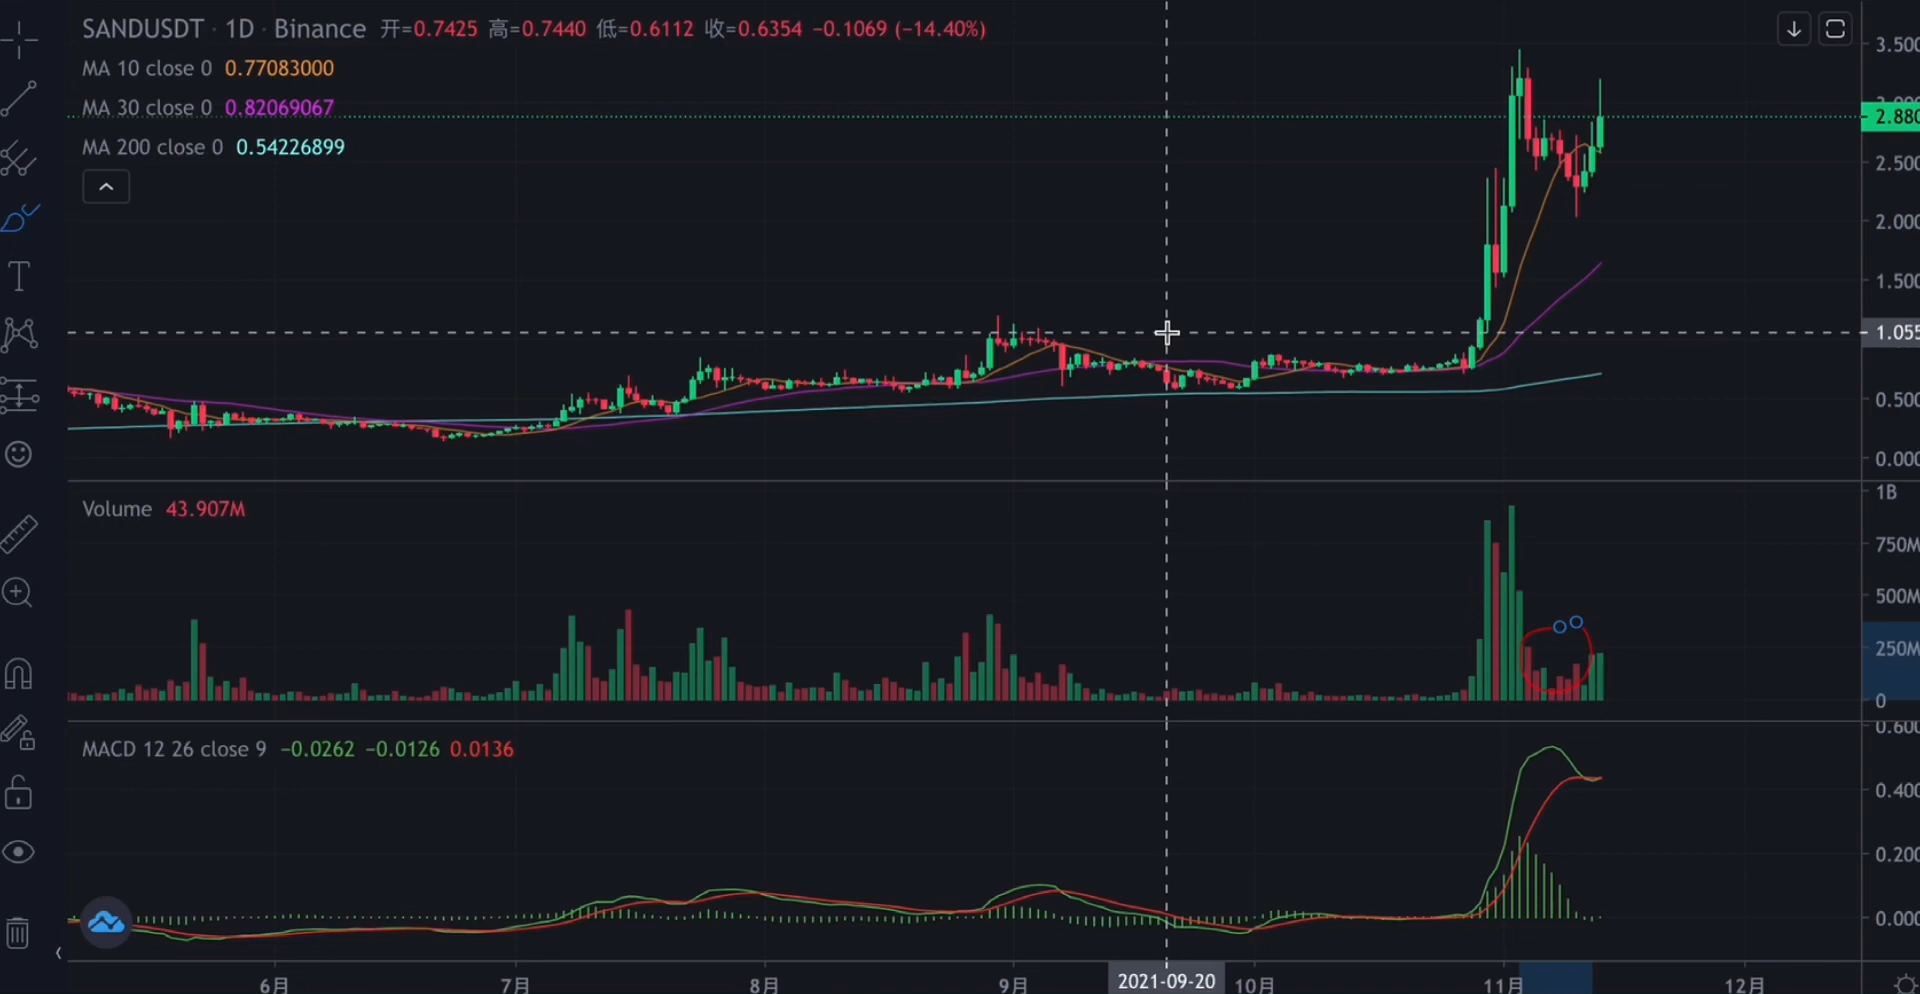 SANDUSDT · 1D · Binance 开=0.7425 高=0.7440 低=0.6112 收=0.6354 −0.1069 (−14.40%)
MA 10 close 0 0.77083000
MA 30 close 0 0.82069067
MA 200 close 0 0.54226899
3.500
2.880
2.500
2.000
1.500
1.055
0.500
0.000
Volume 43.907M
1B
750M
500M
250M
0
MACD 12 26 close 9 −0.0262 −0.0126 0.0136
0.600
0.400
0.200
0.000
6月 7月 8月 9月 2021-09-20 10月 11月 12月